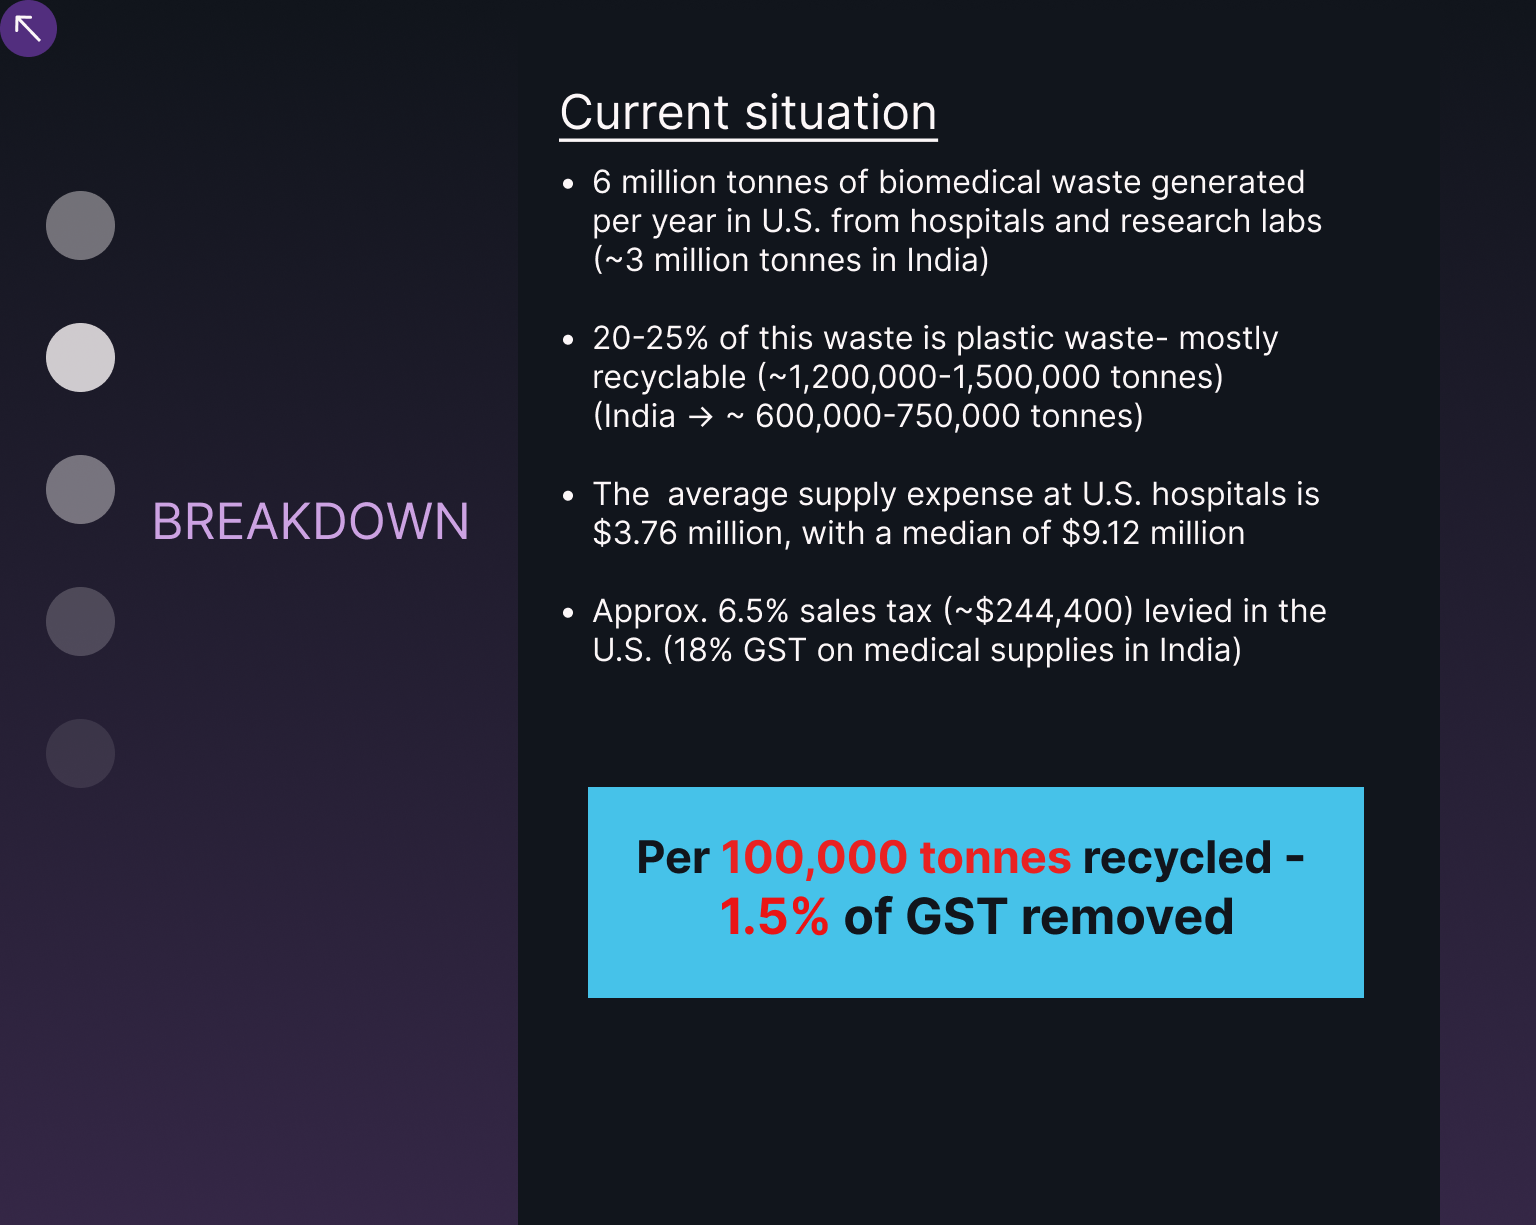 Current situation
• 6 million tonnes of biomedical waste generated
per year in U.S. from hospitals and research labs
(~3 million tonnes in India)
• 20-25% of this waste is plastic waste- mostly
recyclable (~1,200,000-1,500,000 tonnes)
(India → ~ 600,000-750,000 tonnes)
BREAKDOWN
• The  average supply expense at U.S. hospitals is
$3.76 million, with a median of $9.12 million
• Approx. 6.5% sales tax (~$244,400) levied in the
U.S. (18% GST on medical supplies in India)
Per 100,000 tonnes recycled -
1.5% of GST removed